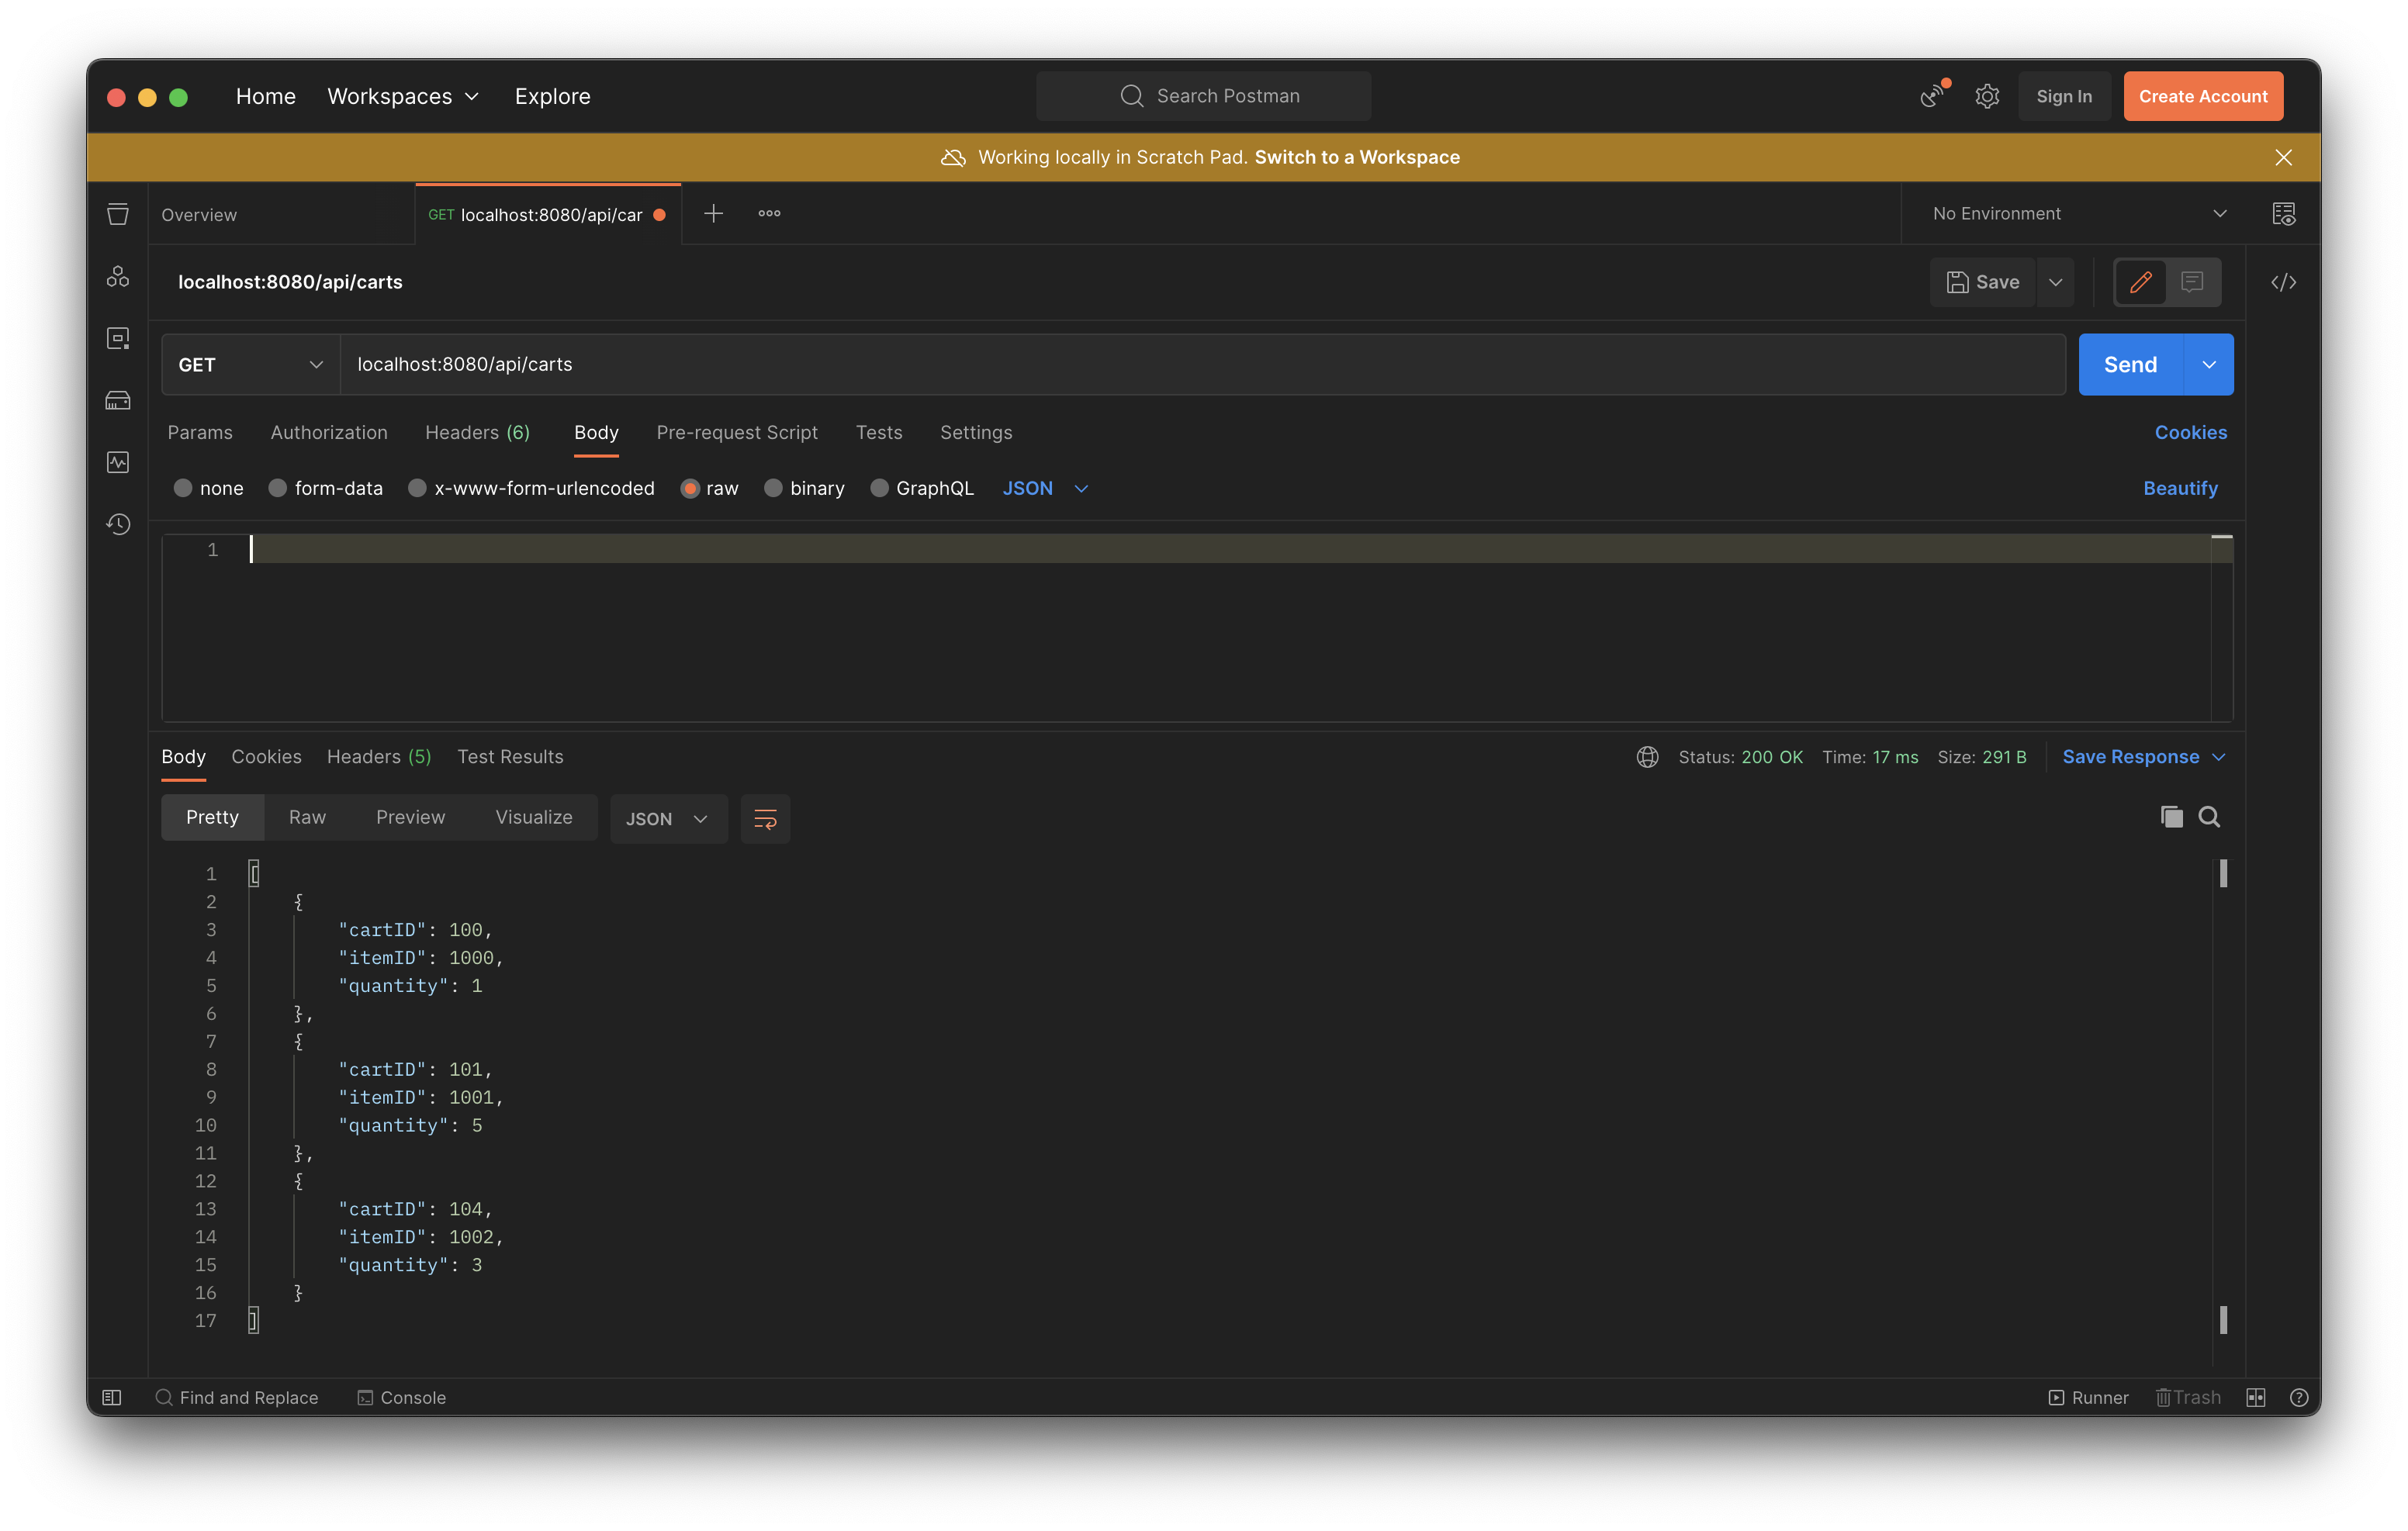 Home Workspaces Explore Search Postman Sign In Create Account
Working locally in Scratch Pad. Switch to a Workspace
Overview GET localhost:8080/api/car No Environment
localhost:8080/api/carts Save
GET localhost:8080/api/carts Send
Params Authorization Headers (6) Body Pre-request Script Tests Settings Cookies
none form-data x-www-form-urlencoded raw binary GraphQL JSON Beautify
1
Body Cookies Headers (5) Test Results Status: 200 OK Time: 17 ms Size: 291 B Save Response
Pretty Raw Preview Visualize JSON
1 [
2 {
3 "cartID": 100,
4 "itemID": 1000,
5 "quantity": 1
6 },
7 {
8 "cartID": 101,
9 "itemID": 1001,
10 "quantity": 5
11 },
12 {
13 "cartID": 104,
14 "itemID": 1002,
15 "quantity": 3
16 }
17 ]
Find and Replace Console Runner Trash